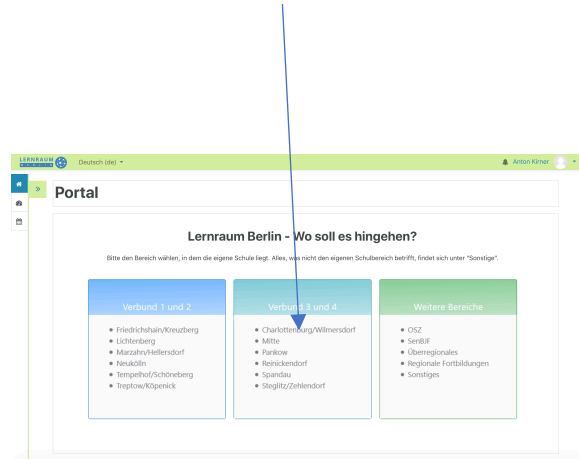 LERNRAUM
BERLIN
Deutsch (de)
Anton Kirner
Portal
Lernraum Berlin - Wo soll es hingehen?
Bitte den Bereich wählen, in dem die eigene Schule liegt. Alles, was nicht den eigenen Schulbereich betrifft, findet sich unter "Sonstige".
Verbund 1 und 2
Friedrichshain/Kreuzberg
Lichtenberg
Marzahn/Hellersdorf
Neukölln
Tempelhof/Schöneberg
Treptow/Köpenick
Verbund 3 und 4
Charlottenburg/Wilmersdorf
Mitte
Pankow
Reinickendorf
Spandau
Steglitz/Zehlendorf
Weitere Bereiche
OSZ
SenBJF
Überregionales
Regionale Fortbildungen
Sonstiges